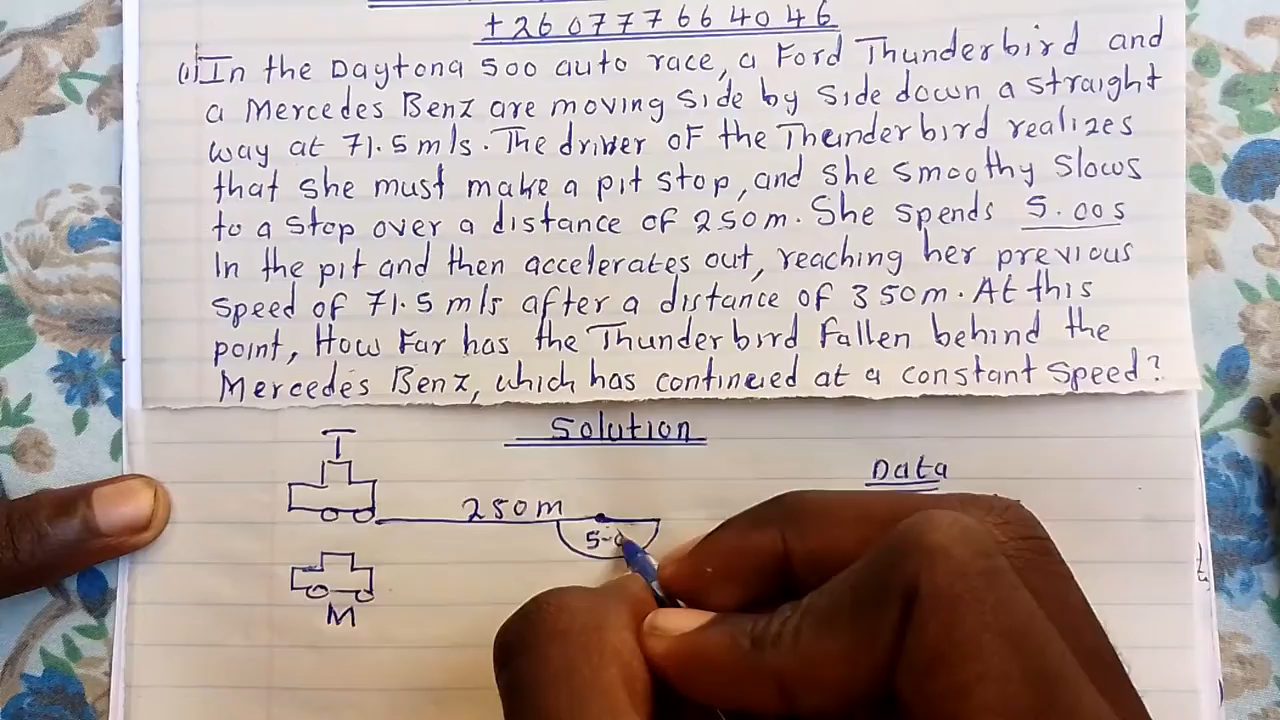 +260777664046
(1) In the Daytona 500 auto race, a Ford Thunderbird and
a Mercedes Benz are moving side by side down a straight
way at 71.5 m/s. The driver of the Thunderbird realizes
that she must make a pit stop, and she smoothy slows
to a stop over a distance of 250m. She spends 5.00s
In the pit and then accelerates out, reaching her previous
speed of 71.5 m/s after a distance of 350m. At this
point, How Far has the Thunderbird fallen behind the
Mercedes Benz, which has continued at a constant speed?
Solution
Data
T
250m
5.0
M